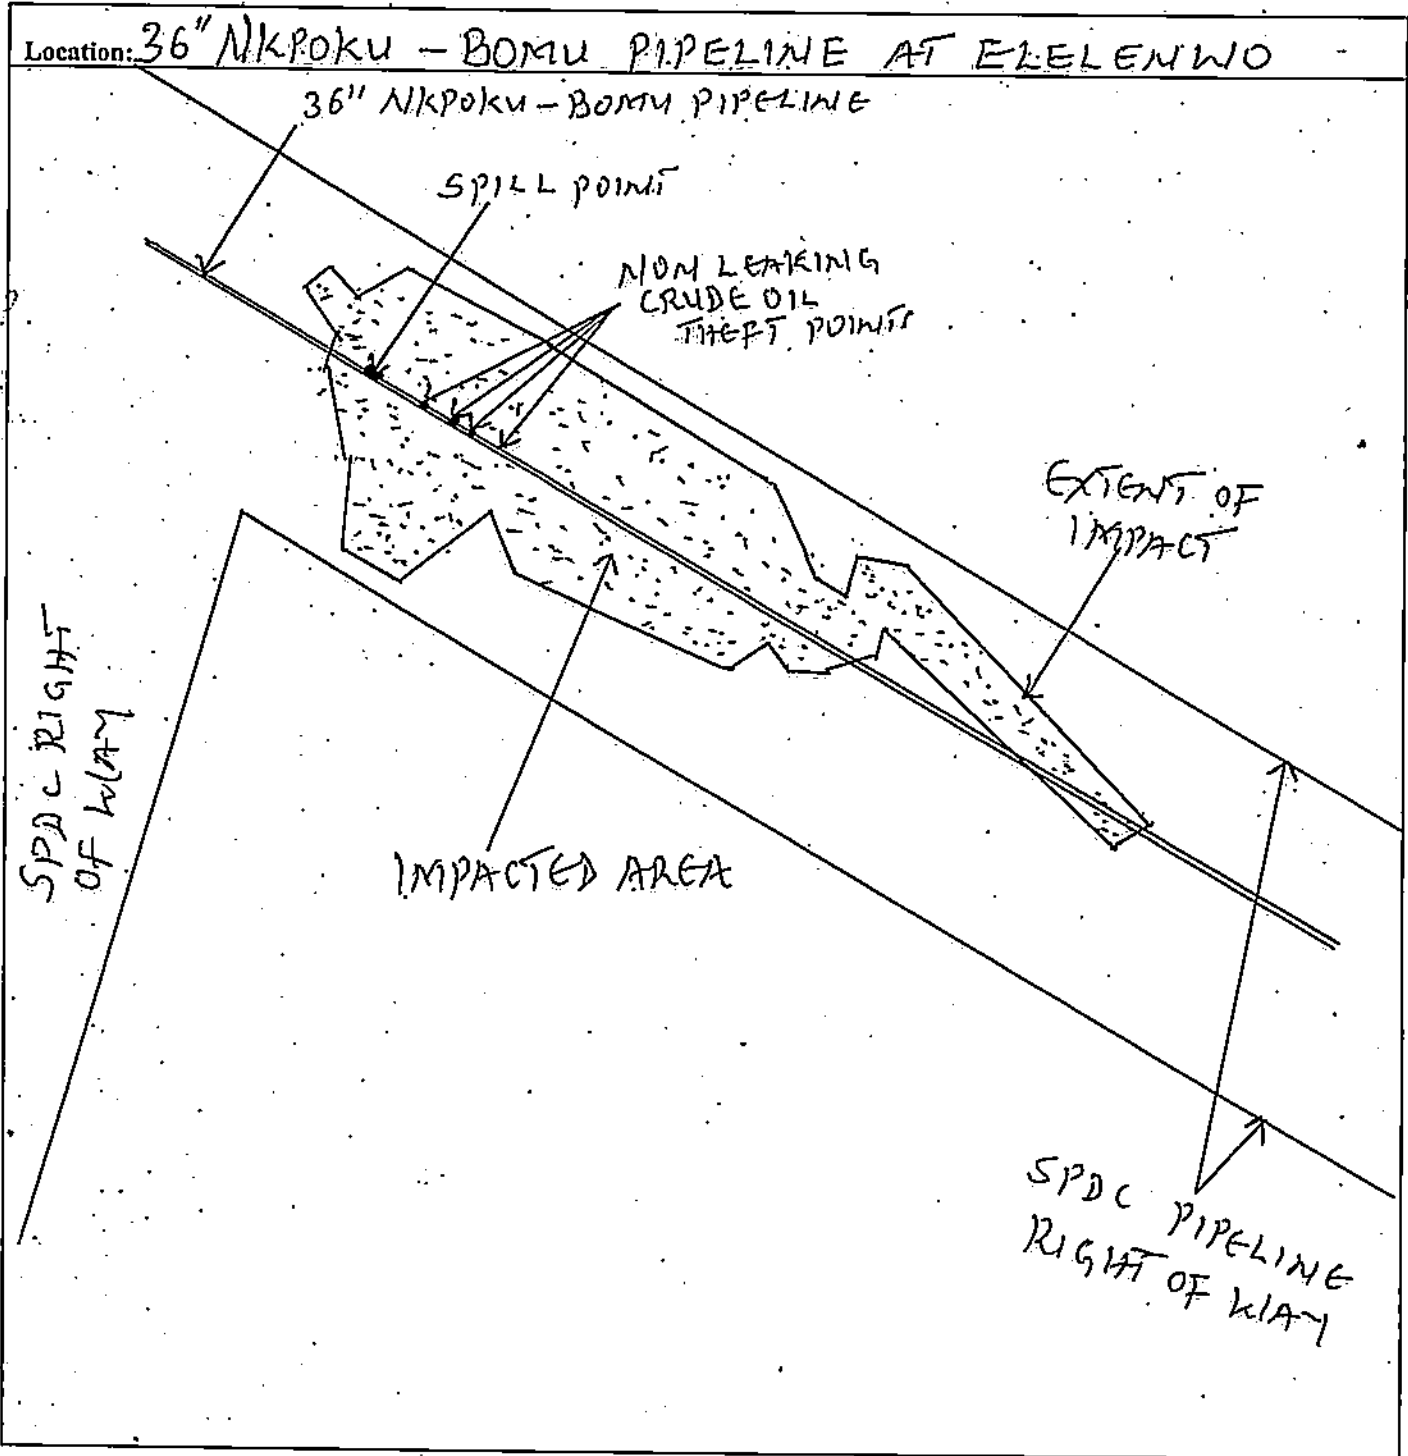 Location: 36" NKPOKU - BOMU PIPELINE AT ELELENWO
36" NKPOKU - BOMU PIPELINE
SPILL POINT
NON LEAKING
CRUDE OIL
THEFT POINTS
EXTENT OF
IMPACT
SPDC RIGHT
OF WAY
IMPACTED AREA
SPDC PIPELINE
RIGHT OF WAY